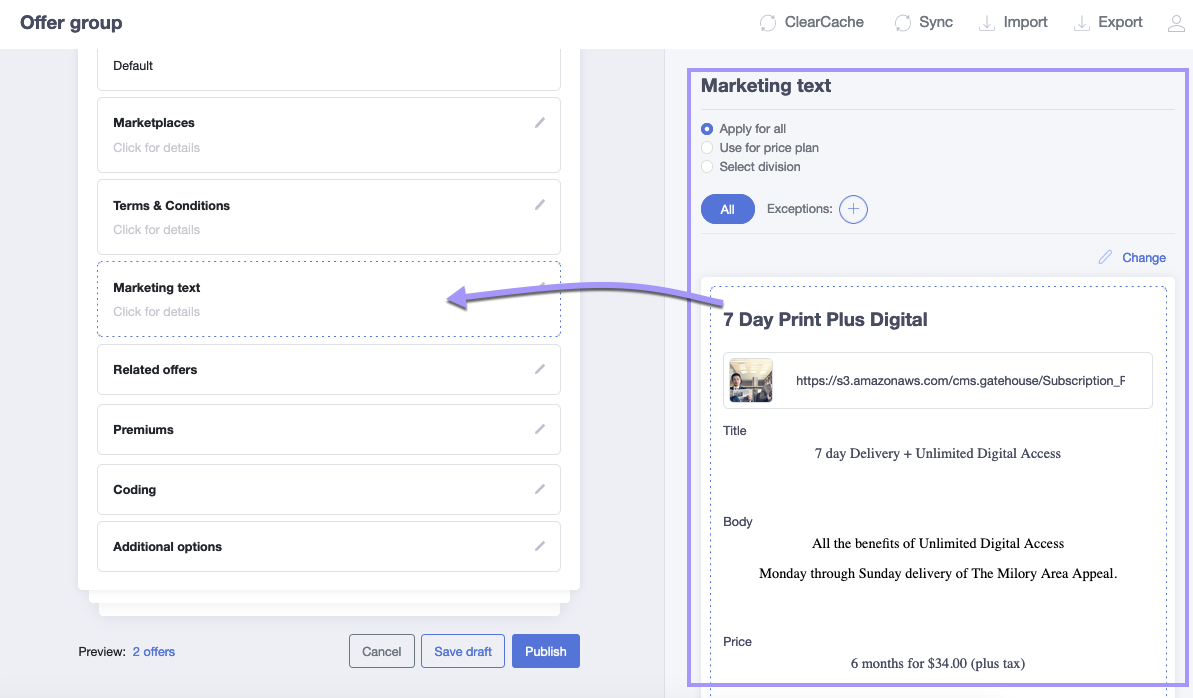 Offer group
ClearCache
Sync
Import
Export
Default
Marketplaces
Click for details
Terms & Conditions
Click for details
Marketing text
Click for details
Related offers
Premiums
Coding
Additional options
Preview: 2 offers
Cancel
Save draft
Publish
Marketing text
Apply for all
Use for price plan
Select division
All
Exceptions:
Change
7 Day Print Plus Digital
https://s3.amazonaws.com/cms.gatehouse/Subscription_F
Title
7 day Delivery + Unlimited Digital Access
Body
All the benefits of Unlimited Digital Access
Monday through Sunday delivery of The Milory Area Appeal.
Price
6 months for $34.00 (plus tax)